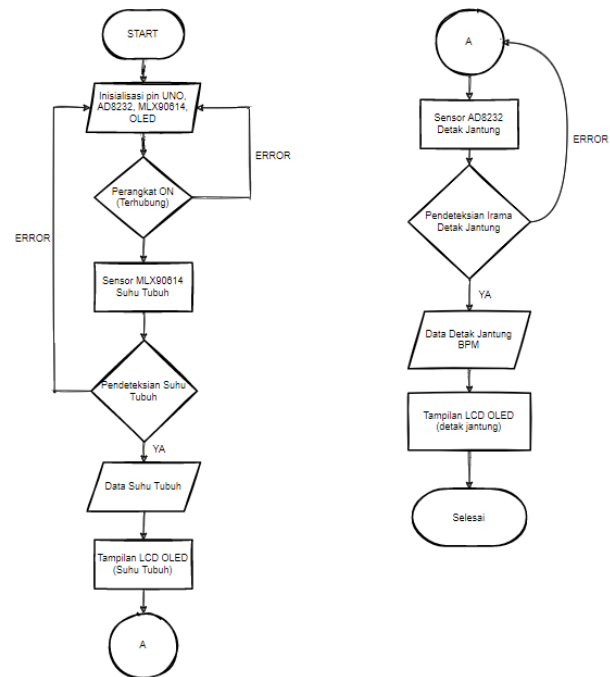 START
Inisialisasi pin UNO,
AD8232, MLX90614,
OLED
ERROR
Perangkat ON
(Terhubung)
ERROR
Sensor MLX90614
Suhu Tubuh
Pendeteksian Suhu
Tubuh
YA
Data Suhu Tubuh
Tampilan LCD OLED
(Suhu Tubuh)
A
A
Sensor AD8232
Detak Jantung
ERROR
Pendeteksian Irama
Detak Jantung
YA
Data Detak Jantung
BPM
Tampilan LCD OLED
(detak jantung)
Selesai